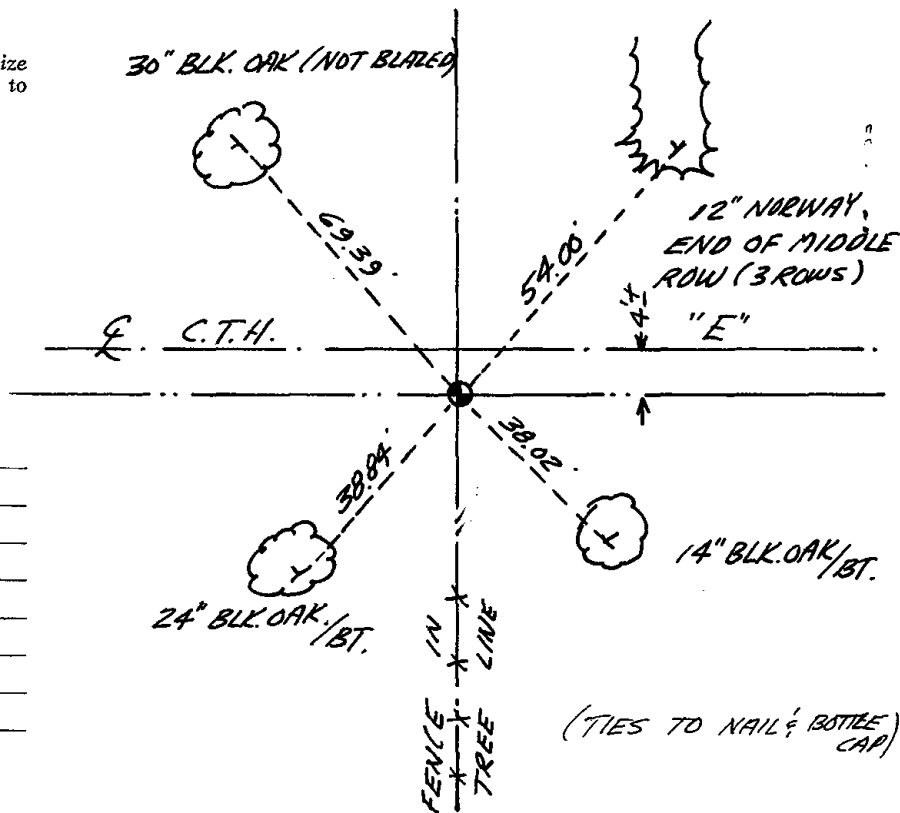 ize
to
30" BLK. OAK (NOT BLAZED)
69.39'
54.00'
12" NORWAY,
END OF MIDDLE
ROW (3 ROWS)
4'±
℄ C.T.H. "E"
38.84'
38.02'
24" BLK. OAK/BT.
14" BLK. OAK/BT.
FENCE IN
TREE LINE
(TIES TO NAIL & BOTTLE
CAP)